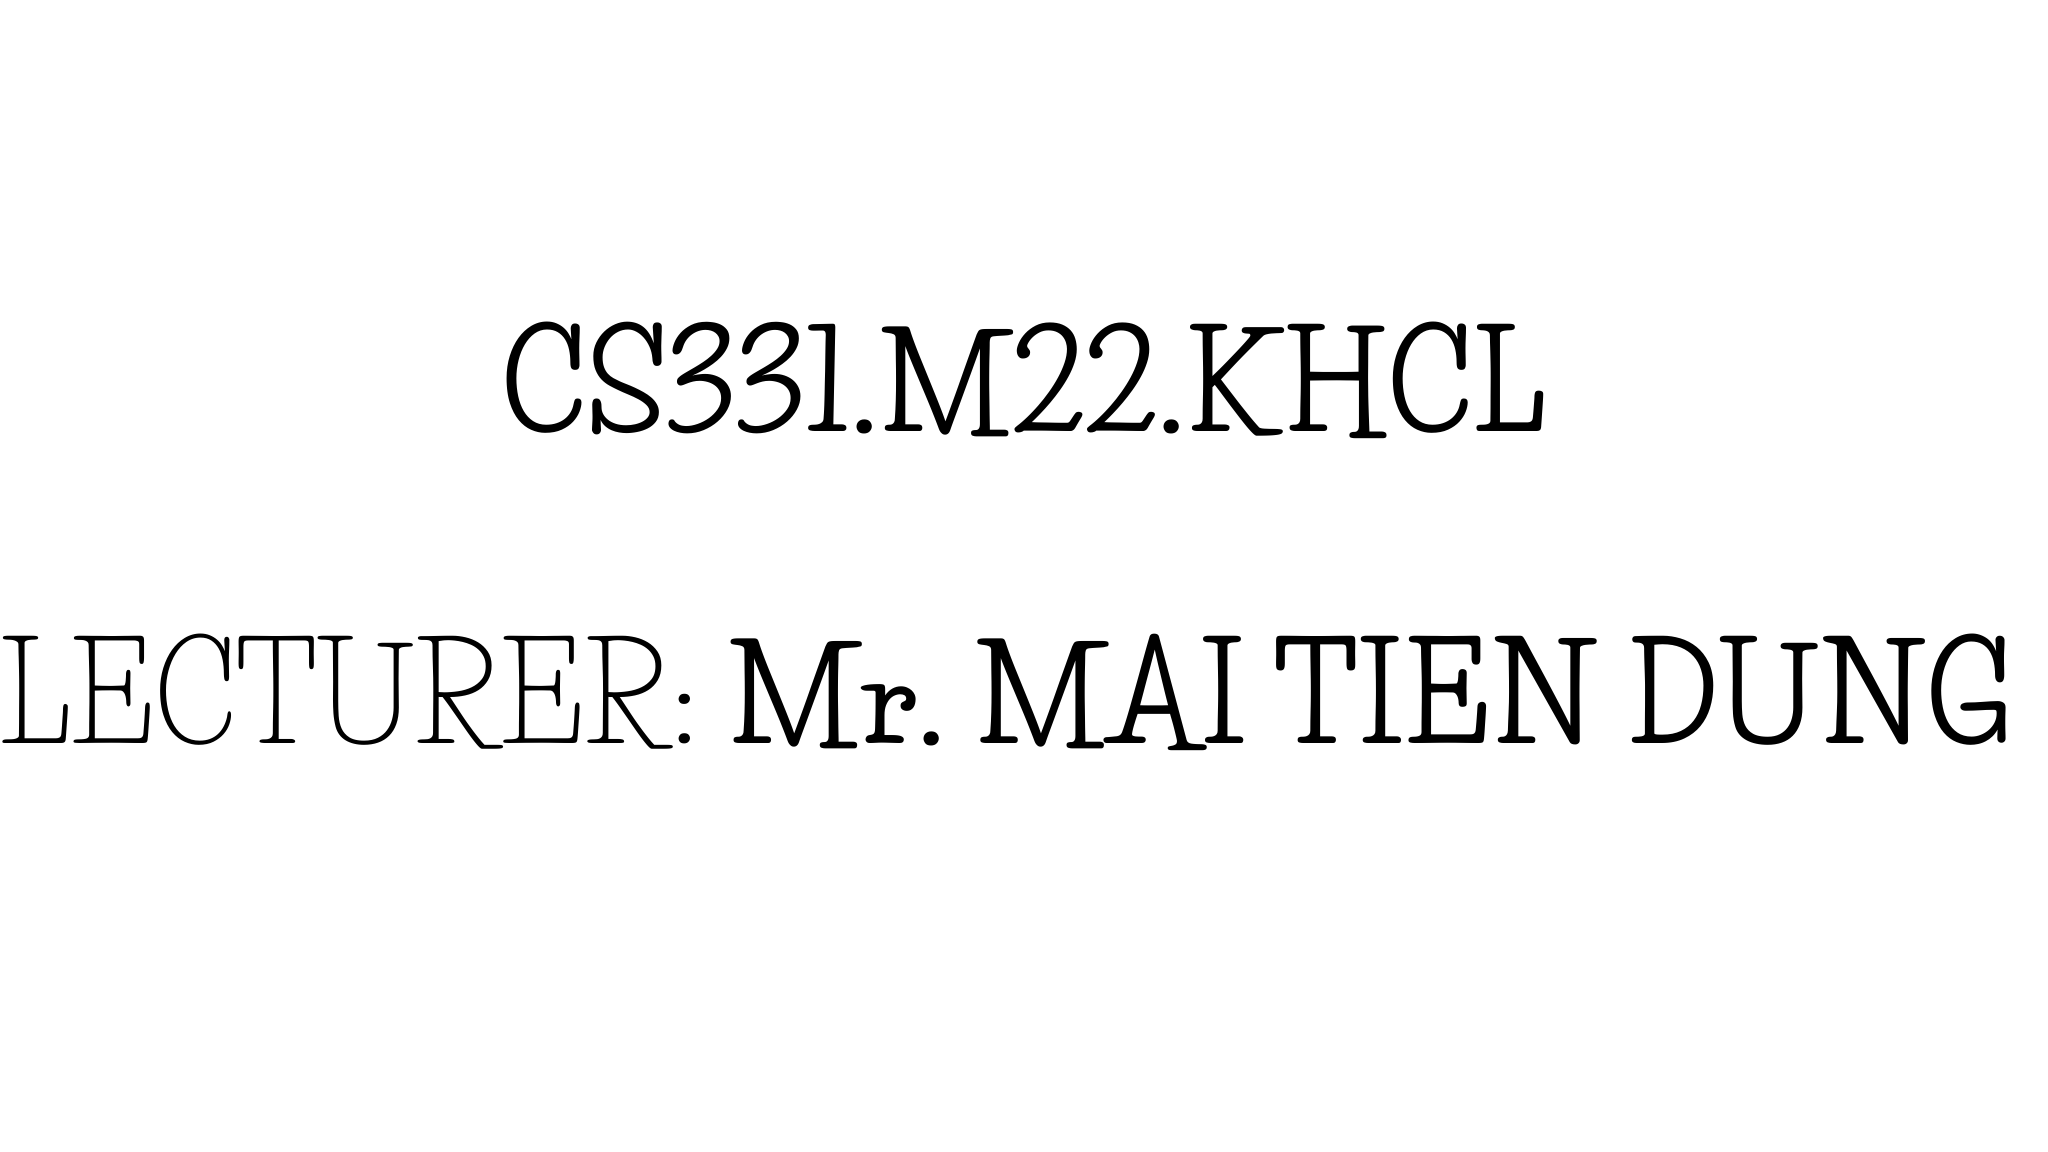 CS331.M22.KHCL
LECTURER: Mr. MAI TIEN DUNG